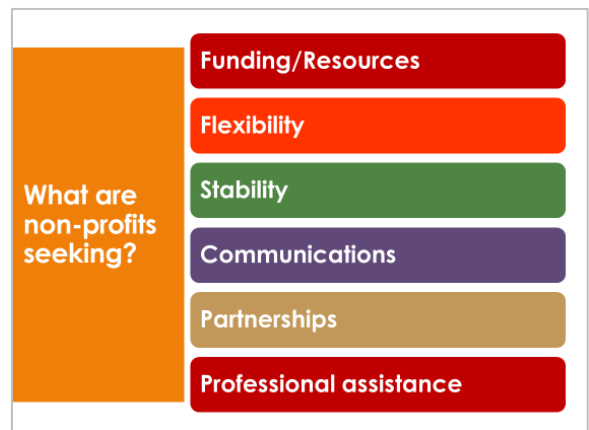 What are
non-profits
seeking?
Funding/Resources
Flexibility
Stability
Communications
Partnerships
Professional assistance